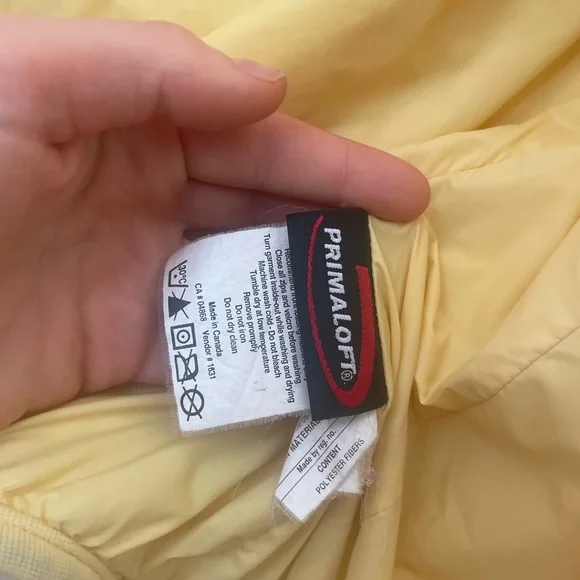 PRIMALOFT®
Close all zips and velcro before washing
Turn garment inside-out while washing and drying
Machine wash cold - Do not bleach
Tumble dry at low temperature
Remove promptly
Do not iron
Do not dry clean
Made in Canada
CA # 04868 Vendor # 1631
30°C
MATERIAL
Made by reg. no.
CONTENT
POLYESTER FIBERS